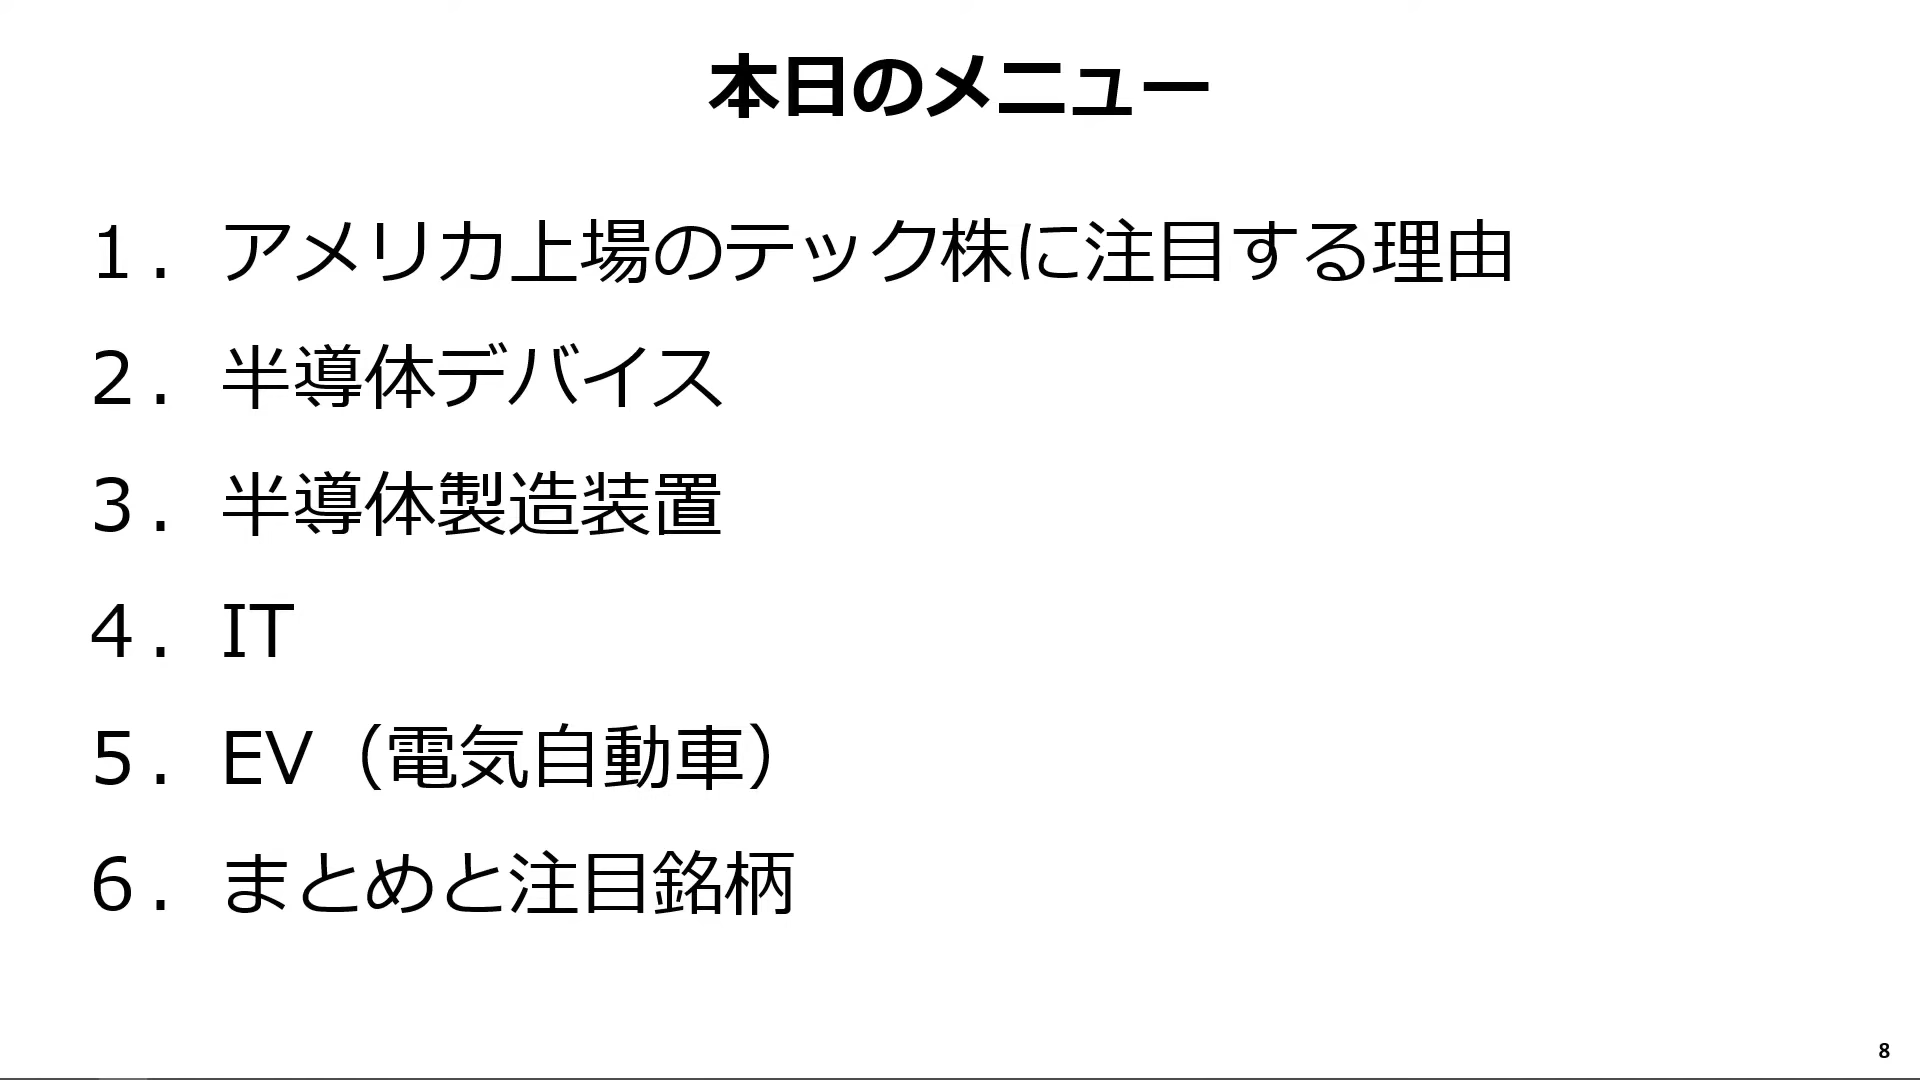 本日のメニュー
１．アメリカ上場のテック株に注目する理由
２．半導体デバイス
３．半導体製造装置
４．IT
５．EV（電気自動車）
６．まとめと注目銘柄
8